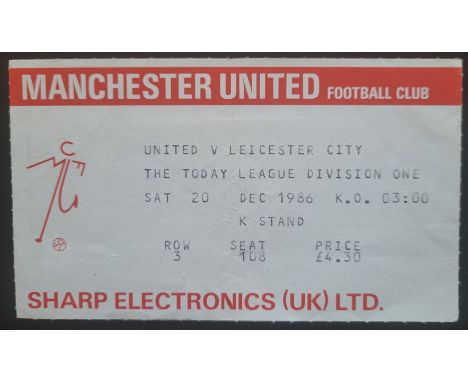 MANCHESTER UNITED FOOTBALL CLUB
UNITED V LEICESTER CITY
THE TODAY LEAGUE DIVISION ONE
SAT 20 DEC 1986 K.O. 03:00
K STAND
ROW SEAT PRICE
3 108 £4.30
SHARP ELECTRONICS (UK) LTD.